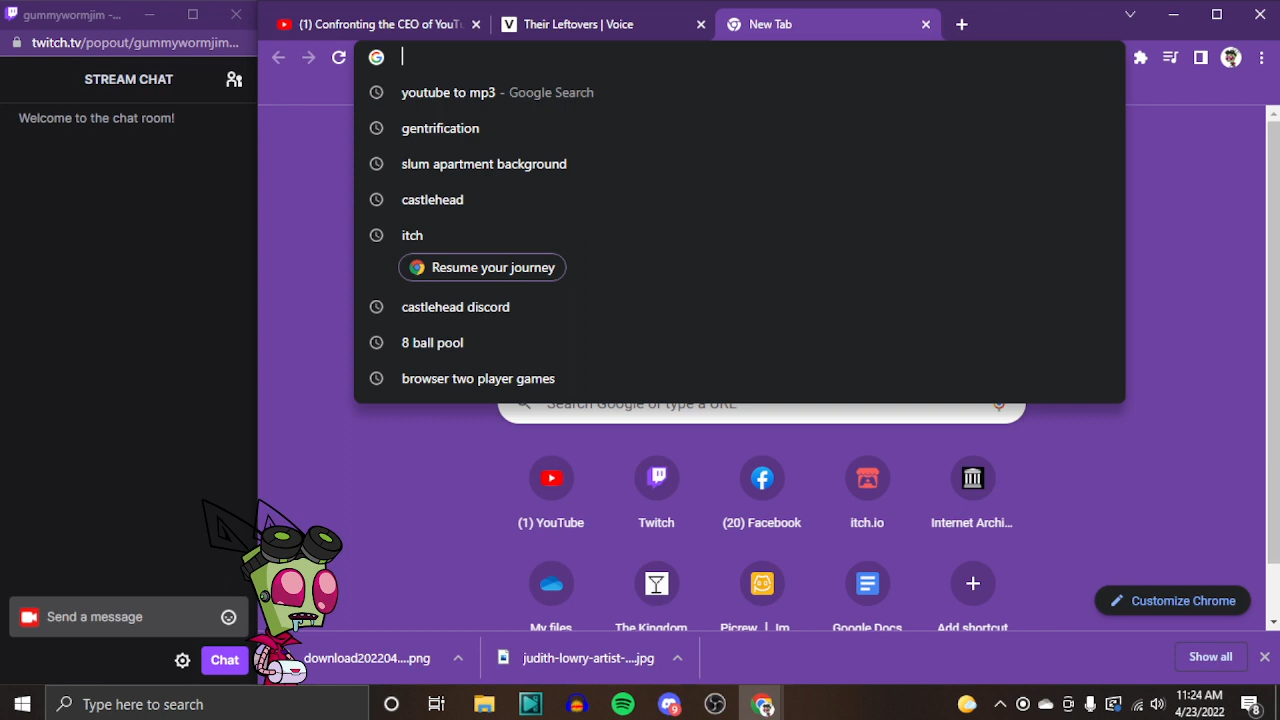 gummywormjim -...
twitch.tv/popout/gummywormjim...
STREAM CHAT
Welcome to the chat room!
Send a message
Chat
(1) Confronting the CEO of YouTu
Their Leftovers | Voice
New Tab
youtube to mp3 - Google Search
gentrification
slum apartment background
castlehead
itch
Resume your journey
castlehead discord
8 ball pool
browser two player games
Search Google or type a URL
(1) YouTube
Twitch
(20) Facebook
itch.io
Internet Archi...
My files
The Kingdom
Picrew | Im
Google Docs
Add shortcut
Customize Chrome
download202204....png
judith-lowry-artist-....jpg
Show all
Type here to search
9
11:24 AM
4/23/2022
8